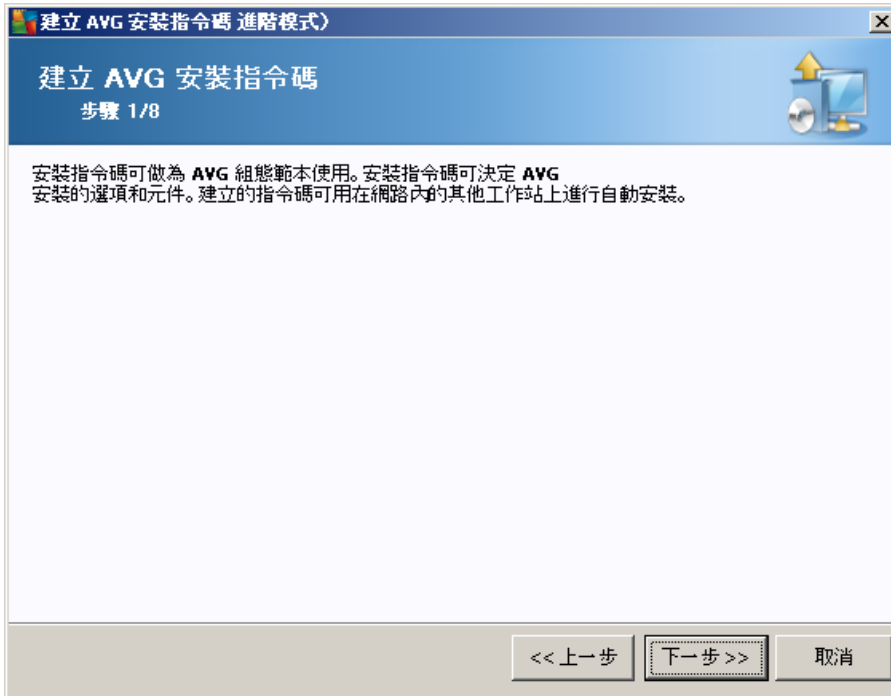 建立 AVG 安裝指令碼 進階模式)
建立 AVG 安裝指令碼
步驟 1/8
安裝指令碼可做為 AVG 組態範本使用。安裝指令碼可決定 AVG
安裝的選項和元件。建立的指令碼可用在網路內的其他工作站上進行自動安裝。
<< 上一步
下一步 >>
取消